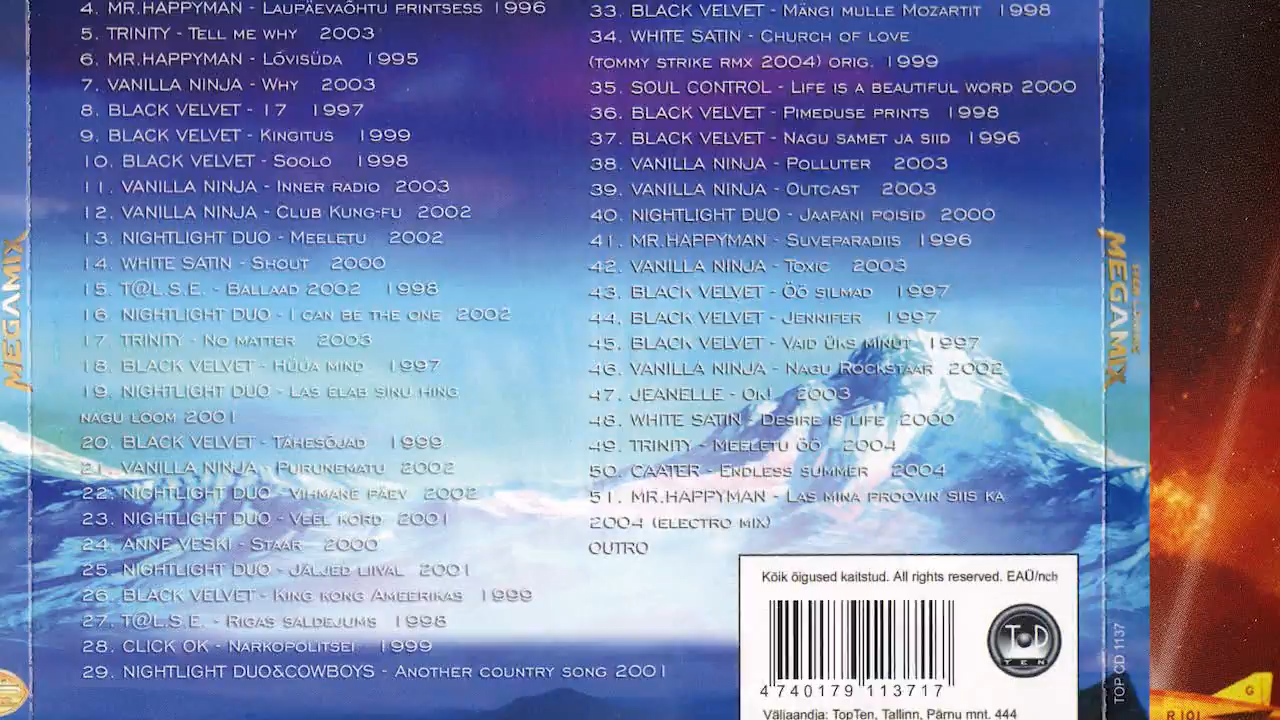 4. MR.HAPPYMAN - LAUPÄEVAÕHTU PRINTSESS 1996
5. TRINITY - TELL ME WHY 2003
6. MR.HAPPYMAN - LÕVISÜDA 1995
7. VANILLA NINJA - WHY 2003
8. BLACK VELVET - 17 1997
9. BLACK VELVET - KINGITUS 1999
10. BLACK VELVET - SOOLO 1998
11. VANILLA NINJA - INNER RADIO 2003
12. VANILLA NINJA - CLUB KUNG-FU 2002
13. NIGHTLIGHT DUO - MEELETU 2002
14. WHITE SATIN - SHOUT 2000
15. T@L.S.E. - BALLAAD 2002 1998
16. NIGHTLIGHT DUO - I CAN BE THE ONE 2002
17. TRINITY - NO MATTER 2003
18. BLACK VELVET - HÜÜA MIND 1997
19. NIGHTLIGHT DUO - LAS ELAB SINU HING
NAGU LOOM 2001
20. BLACK VELVET - TÄHESÕJAD 1999
21. VANILLA NINJA - PURUNEMATU 2002
22. NIGHTLIGHT DUO - VIHMANE PÄEV 2002
23. NIGHTLIGHT DUO - VEEL KORD 2001
24. ANNE VESKI - STAAR 2000
25. NIGHTLIGHT DUO - JÄLJED LIIVAL 2001
26. BLACK VELVET - KING KONG AMEERIKAS 1999
27. T@L.S.E. - RIGAS SALDEJUMS 1998
28. CLICK OK - NARKOPOLITSEI 1999
29. NIGHTLIGHT DUO&COWBOYS - ANOTHER COUNTRY SONG 2001
33. BLACK VELVET - MÄNGI MULLE MOZARTIT 1998
34. WHITE SATIN - CHURCH OF LOVE
(TOMMY STRIKE RMX 2004) ORIG. 1999
35. SOUL CONTROL - LIFE IS A BEAUTIFUL WORD 2000
36. BLACK VELVET - PIMEDUSE PRINTS 1998
37. BLACK VELVET - NAGU SAMET JA SIID 1996
38. VANILLA NINJA - POLLUTER 2003
39. VANILLA NINJA - OUTCAST 2003
40. NIGHTLIGHT DUO - JAAPANI POISID 2000
41. MR.HAPPYMAN - SUVEPARADIIS 1996
42. VANILLA NINJA - TOXIC 2003
43. BLACK VELVET - ÖÖ SILMAD 1997
44. BLACK VELVET - JENNIFER 1997
45. BLACK VELVET - VAID ÜKS MINUT 1997
46. VANILLA NINJA - NAGU ROCKSTAAR 2002
47. JEANELLE - OK! 2003
48. WHITE SATIN - DESIRE IS LIFE 2000
49. TRINITY - MEELETU ÖÖ 2004
50. CAATER - ENDLESS SUMMER 2004
51. MR.HAPPYMAN - LAS MINA PROOVIN SIIS KA
2004 (ELECTRO MIX)
OUTRO
Kõik õigused kaitstud. All rights reserved. EAÜ/ncb
TOP
TEN
4 740179 113717
Väljaandja: TopTen, Tallinn, Pärnu mnt. 444
MEGAMIX
MEGAMIX
TOP CD 1137
G
R 101